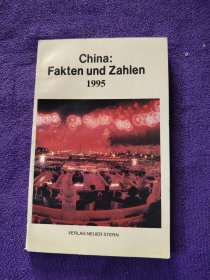 China:
Fakten und Zahlen
1995
VERLAG NEUER STERN